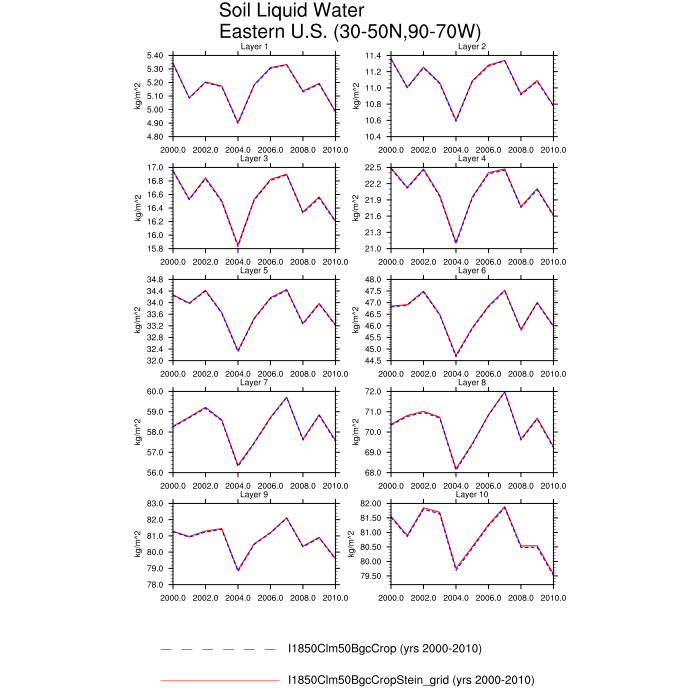 Soil Liquid Water
Eastern U.S. (30-50N,90-70W)
Layer 1
5.40
5.30
5.20
5.10
5.00
4.90
4.80
kg/m^2
2000.0 2002.0 2004.0 2006.0 2008.0 2010.0
Layer 2
11.4
11.2
11.0
10.8
10.6
10.4
kg/m^2
2000.0 2002.0 2004.0 2006.0 2008.0 2010.0
Layer 3
17.0
16.8
16.6
16.4
16.2
16.0
15.8
kg/m^2
2000.0 2002.0 2004.0 2006.0 2008.0 2010.0
Layer 4
22.5
22.2
21.9
21.6
21.3
21.0
kg/m^2
2000.0 2002.0 2004.0 2006.0 2008.0 2010.0
Layer 5
34.8
34.4
34.0
33.6
33.2
32.8
32.4
32.0
kg/m^2
2000.0 2002.0 2004.0 2006.0 2008.0 2010.0
Layer 6
48.0
47.5
47.0
46.5
46.0
45.5
45.0
44.5
kg/m^2
2000.0 2002.0 2004.0 2006.0 2008.0 2010.0
Layer 7
60.0
59.0
58.0
57.0
56.0
kg/m^2
2000.0 2002.0 2004.0 2006.0 2008.0 2010.0
Layer 8
72.0
71.0
70.0
69.0
68.0
kg/m^2
2000.0 2002.0 2004.0 2006.0 2008.0 2010.0
Layer 9
83.0
82.0
81.0
80.0
79.0
78.0
kg/m^2
2000.0 2002.0 2004.0 2006.0 2008.0 2010.0
Layer 10
82.00
81.50
81.00
80.50
80.00
79.50
kg/m^2
2000.0 2002.0 2004.0 2006.0 2008.0 2010.0
I1850Clm50BgcCrop (yrs 2000-2010)
I1850Clm50BgcCropStein_grid (yrs 2000-2010)